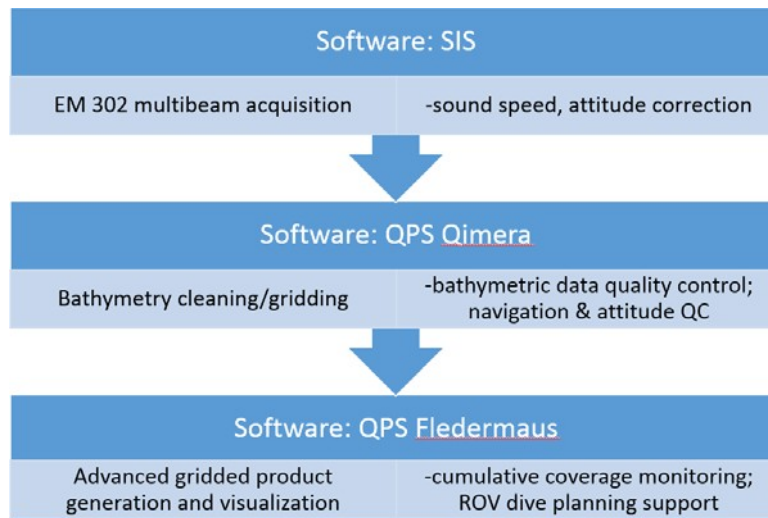 Software: SIS
EM 302 multibeam acquisition
-sound speed, attitude correction
Software: QPS Qimera
Bathymetry cleaning/gridding
-bathymetric data quality control;
navigation & attitude QC
Software: QPS Fledermaus
Advanced gridded product
generation and visualization
-cumulative coverage monitoring;
ROV dive planning support